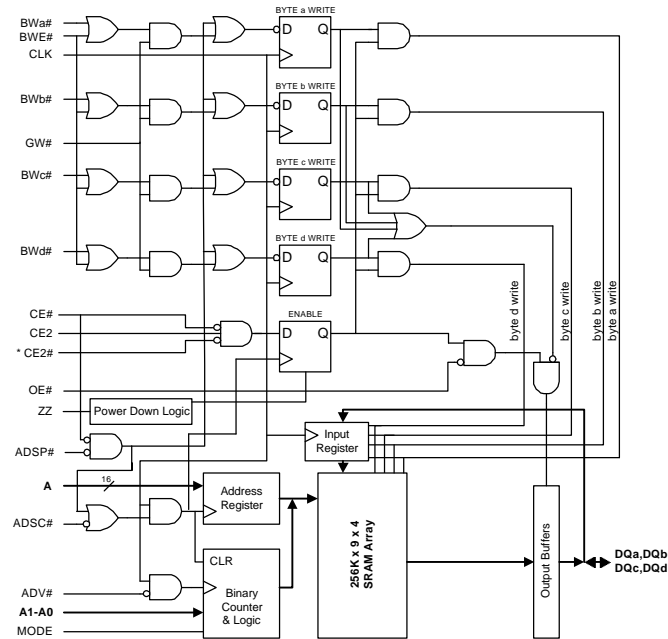 BYTE a WRITE
BWa#
BWE#
D Q
CLK
BYTE b WRITE
BWb#
D Q
GW#
BYTE c WRITE
BWc#
D Q
BYTE d WRITE
BWd#
D Q
byte d write
byte c write
byte b write
byte a write
CE#
ENABLE
CE2
D Q
* CE2#
OE#
ZZ
Power Down Logic
Input
Register
ADSP#
A
16
Address
Register
ADSC#
256K x 9 x 4
SRAM Array
Output Buffers
CLR
DQa,DQb
DQc,DQd
ADV#
Binary
Counter
& Logic
A1-A0
MODE